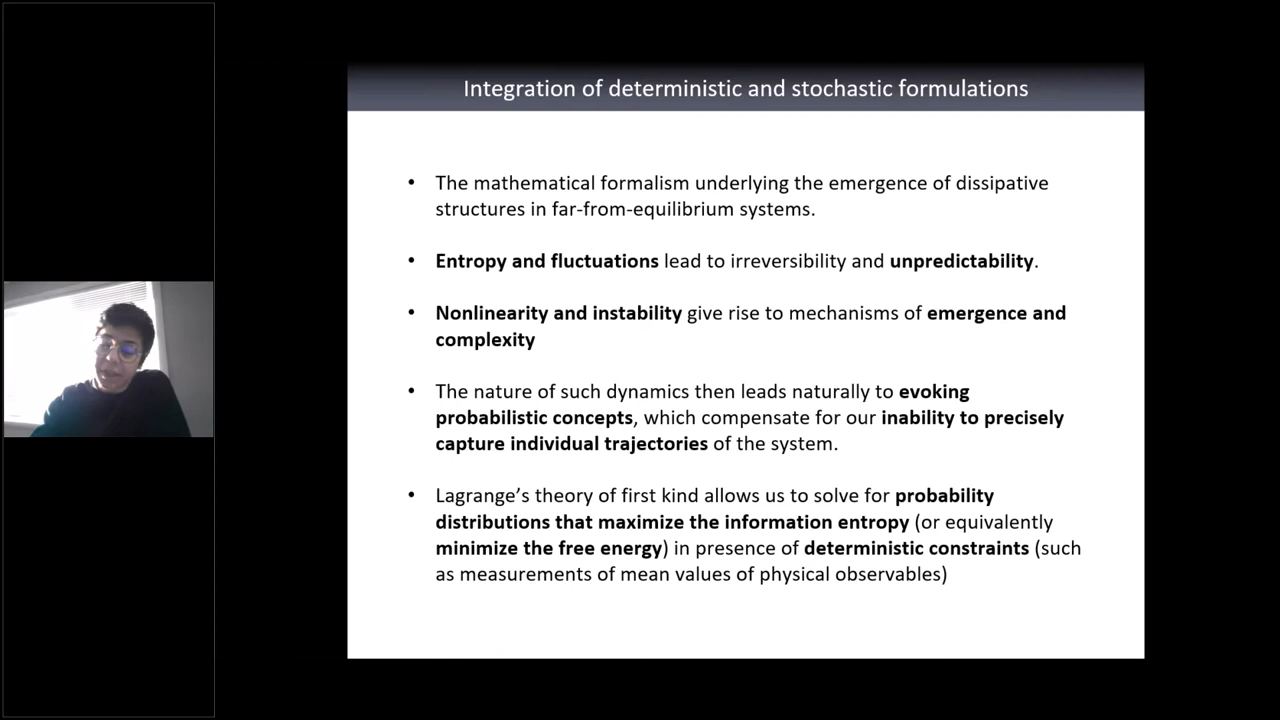 Integration of deterministic and stochastic formulations
• The mathematical formalism underlying the emergence of dissipative
structures in far-from-equilibrium systems.
• Entropy and fluctuations lead to irreversibility and unpredictability.
• Nonlinearity and instability give rise to mechanisms of emergence and
complexity
• The nature of such dynamics then leads naturally to evoking
probabilistic concepts, which compensate for our inability to precisely
capture individual trajectories of the system.
• Lagrange’s theory of first kind allows us to solve for probability
distributions that maximize the information entropy (or equivalently
minimize the free energy) in presence of deterministic constraints (such
as measurements of mean values of physical observables)